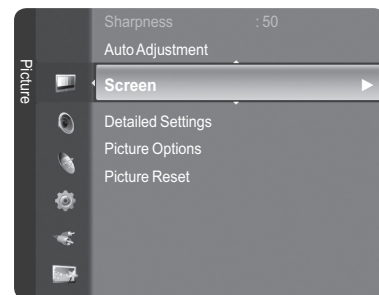 Picture
Sharpness : 50
Auto Adjustment
Screen
Detailed Settings
Picture Options
Picture Reset